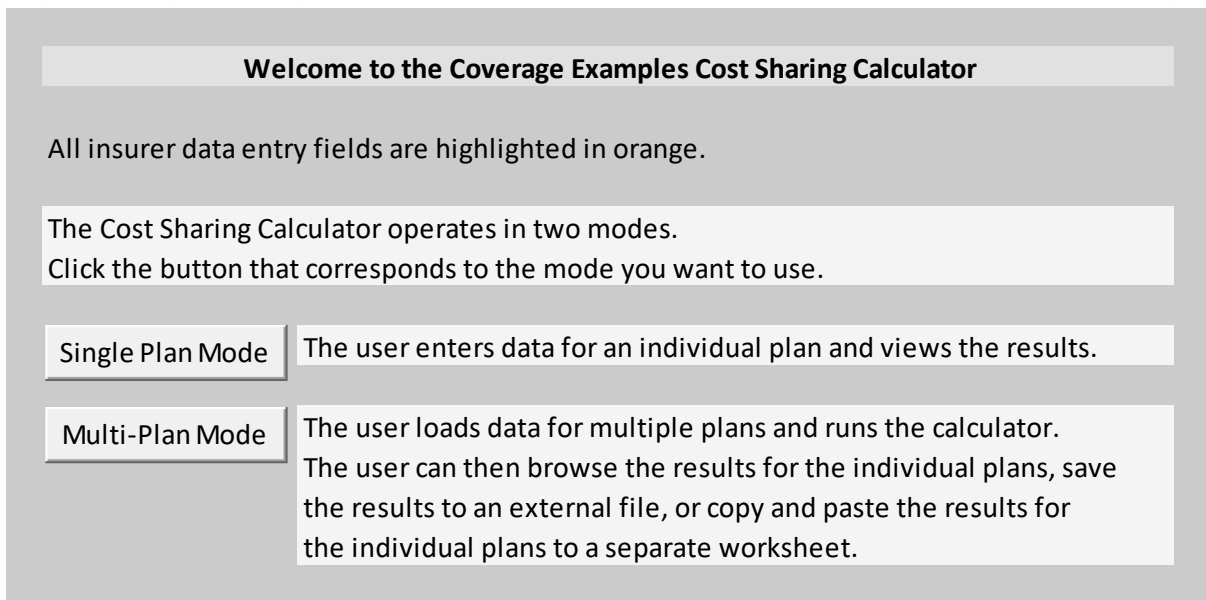 Welcome to the Coverage Examples Cost Sharing Calculator
All insurer data entry fields are highlighted in orange.
The Cost Sharing Calculator operates in two modes.
Click the button that corresponds to the mode you want to use.
Single Plan Mode
The user enters data for an individual plan and views the results.
Multi-Plan Mode
The user loads data for multiple plans and runs the calculator.
The user can then browse the results for the individual plans, save
the results to an external file, or copy and paste the results for
the individual plans to a separate worksheet.